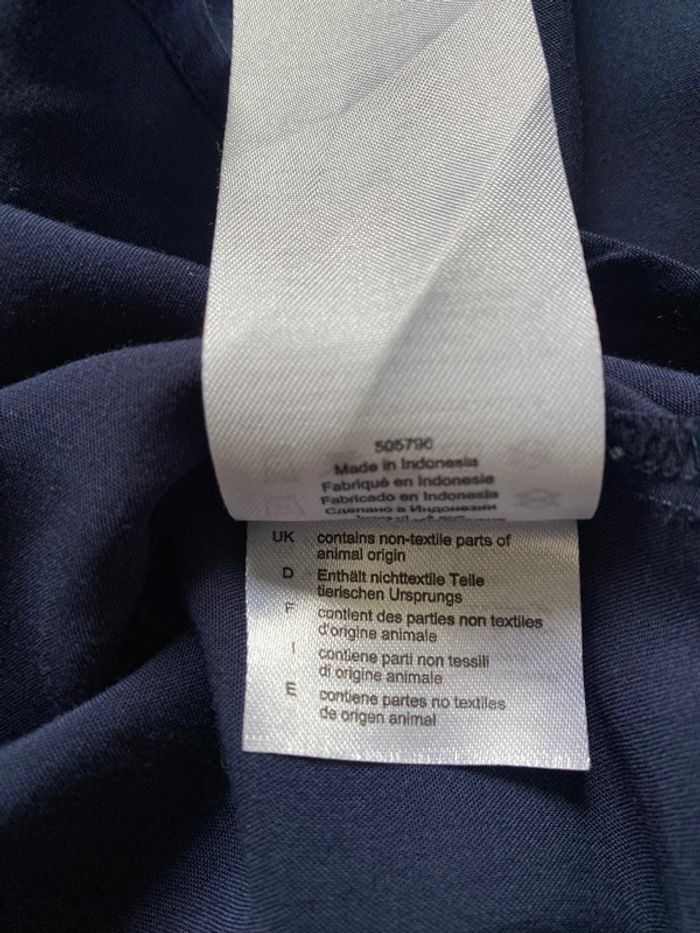 505796
Made in Indonesia
Fabriqué en Indonesie
Fabricado en Indonesia
Сделано в Индонезии
UK contains non-textile parts of
animal origin
D Enthält nichttextile Teile
tierischen Ursprungs
F contient des parties non textiles
d'origine animale
I contiene parti non tessili
di origine animale
E contiene partes no textiles
de origen animal